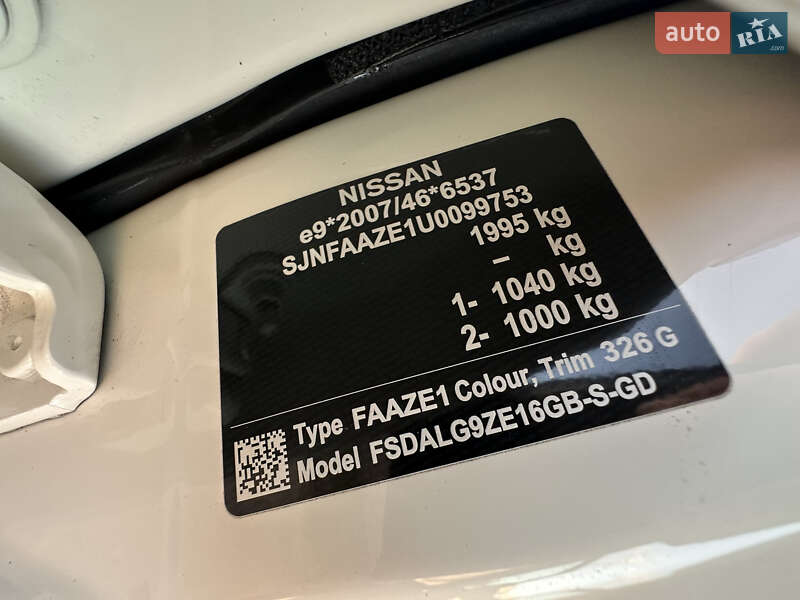 auto RIA .com
NISSAN
e9*2007/46*6537
SJNFAAZE1U0099753
1995 kg
– kg
1- 1040 kg
2- 1000 kg
Type FAAZE1 Colour, Trim 326 G
Model FSDALG9ZE16GB-S-GD